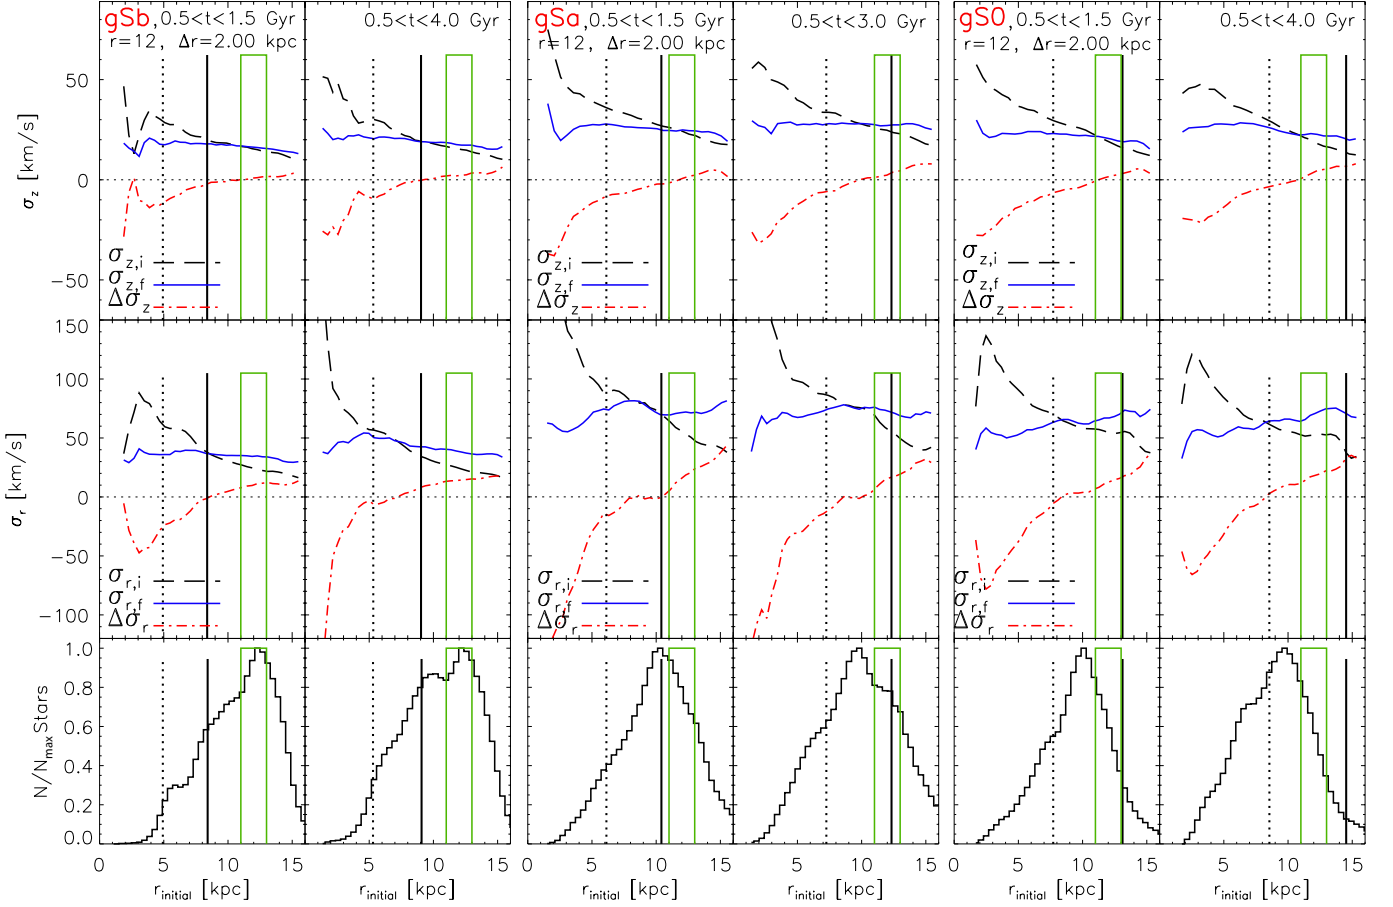 gSb, 0.5<t<1.5 Gyr
r=12, Δr=2.00 kpc
0.5<t<4.0 Gyr
gSa, 0.5<t<1.5 Gyr
r=12, Δr=2.00 kpc
0.5<t<3.0 Gyr
gS0, 0.5<t<1.5 Gyr
r=12, Δr=2.00 kpc
0.5<t<4.0 Gyr
σz [km/s]
50
0
−50
σz,i
σz,f
Δσz
σz,i
σz,f
Δσz
σz,i
σz,f
Δσz
σr [km/s]
150
100
50
0
−50
−100
σr,i
σr,f
Δσr
σr,i
σr,f
Δσr
σr,i
σr,f
Δσr
N/Nmax Stars
1.0
0.8
0.6
0.4
0.2
0.0
0 5 10 15 5 10 15 0 5 10 15 5 10 15 0 5 10 15 5 10 15
rinitial [kpc] rinitial [kpc] rinitial [kpc] rinitial [kpc] rinitial [kpc] rinitial [kpc]